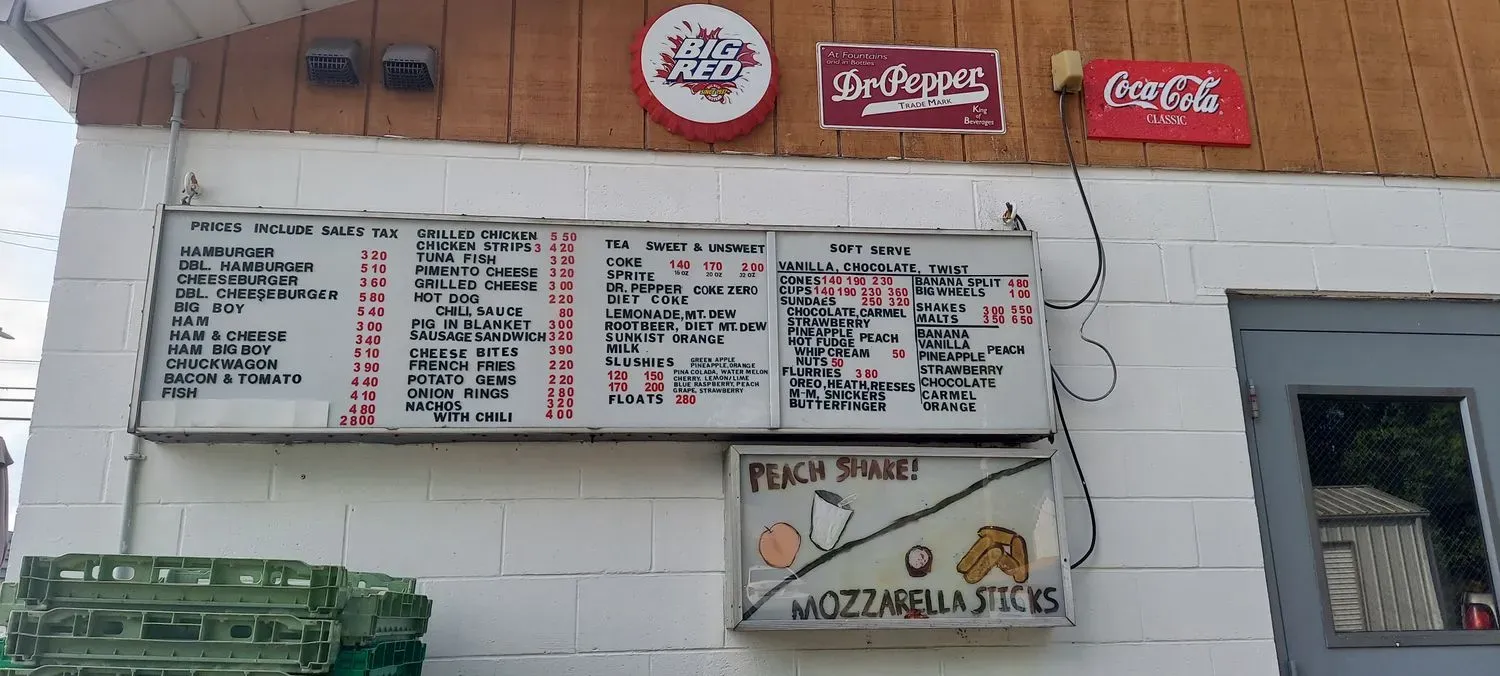 BIG RED
At Fountains
and in Bottles
Dr Pepper
TRADE MARK
King
of
Beverages
Coca-Cola
CLASSIC
PRICES INCLUDE SALES TAX
HAMBURGER 320
DBL. HAMBURGER 510
CHEESEBURGER 360
DBL. CHEESEBURGER 580
BIG BOY 540
HAM 300
HAM & CHEESE 340
HAM BIG BOY 510
CHUCKWAGON 390
BACON & TOMATO 440
FISH 410
480
2800
GRILLED CHICKEN 550
CHICKEN STRIPS 3 420
TUNA FISH 320
PIMENTO CHEESE 320
GRILLED CHEESE 300
HOT DOG 220
CHILI, SAUCE 80
PIG IN BLANKET 300
SAUSAGE SANDWICH 320
CHEESE BITES 390
FRENCH FRIES 220
POTATO GEMS 220
ONION RINGS 280
NACHOS 320
WITH CHILI 400
TEA SWEET & UNSWEET
COKE 140 170 200
SPRITE 16 OZ 20 OZ 32 OZ
DR. PEPPER COKE ZERO
DIET COKE
LEMONADE, MT. DEW
ROOTBEER, DIET MT. DEW
SUNKIST ORANGE
MILK
SLUSHIES
120 150
170 200
GREEN APPLE
PINEAPPLE, ORANGE
PINA COLADA, WATER MELON
CHERRY, LEMON/LIME
BLUE RASPBERRY, PEACH
GRAPE, STRAWBERRY
FLOATS 280
SOFT SERVE
VANILLA, CHOCOLATE, TWIST
CONES 140 190 230
CUPS 140 190 230 360
SUNDAES 250 320
CHOCOLATE, CARMEL
STRAWBERRY
PINEAPPLE PEACH
HOT FUDGE
WHIP CREAM 50
NUTS 50
FLURRIES 380
OREO, HEATH, REESES
M-M, SNICKERS
BUTTERFINGER
BANANA SPLIT 480
BIG WHEELS 100
SHAKES 300 550
MALTS 350 650
BANANA
VANILLA
PINEAPPLE PEACH
STRAWBERRY
CHOCOLATE
CARMEL
ORANGE
PEACH SHAKE!
MOZZARELLA STICKS